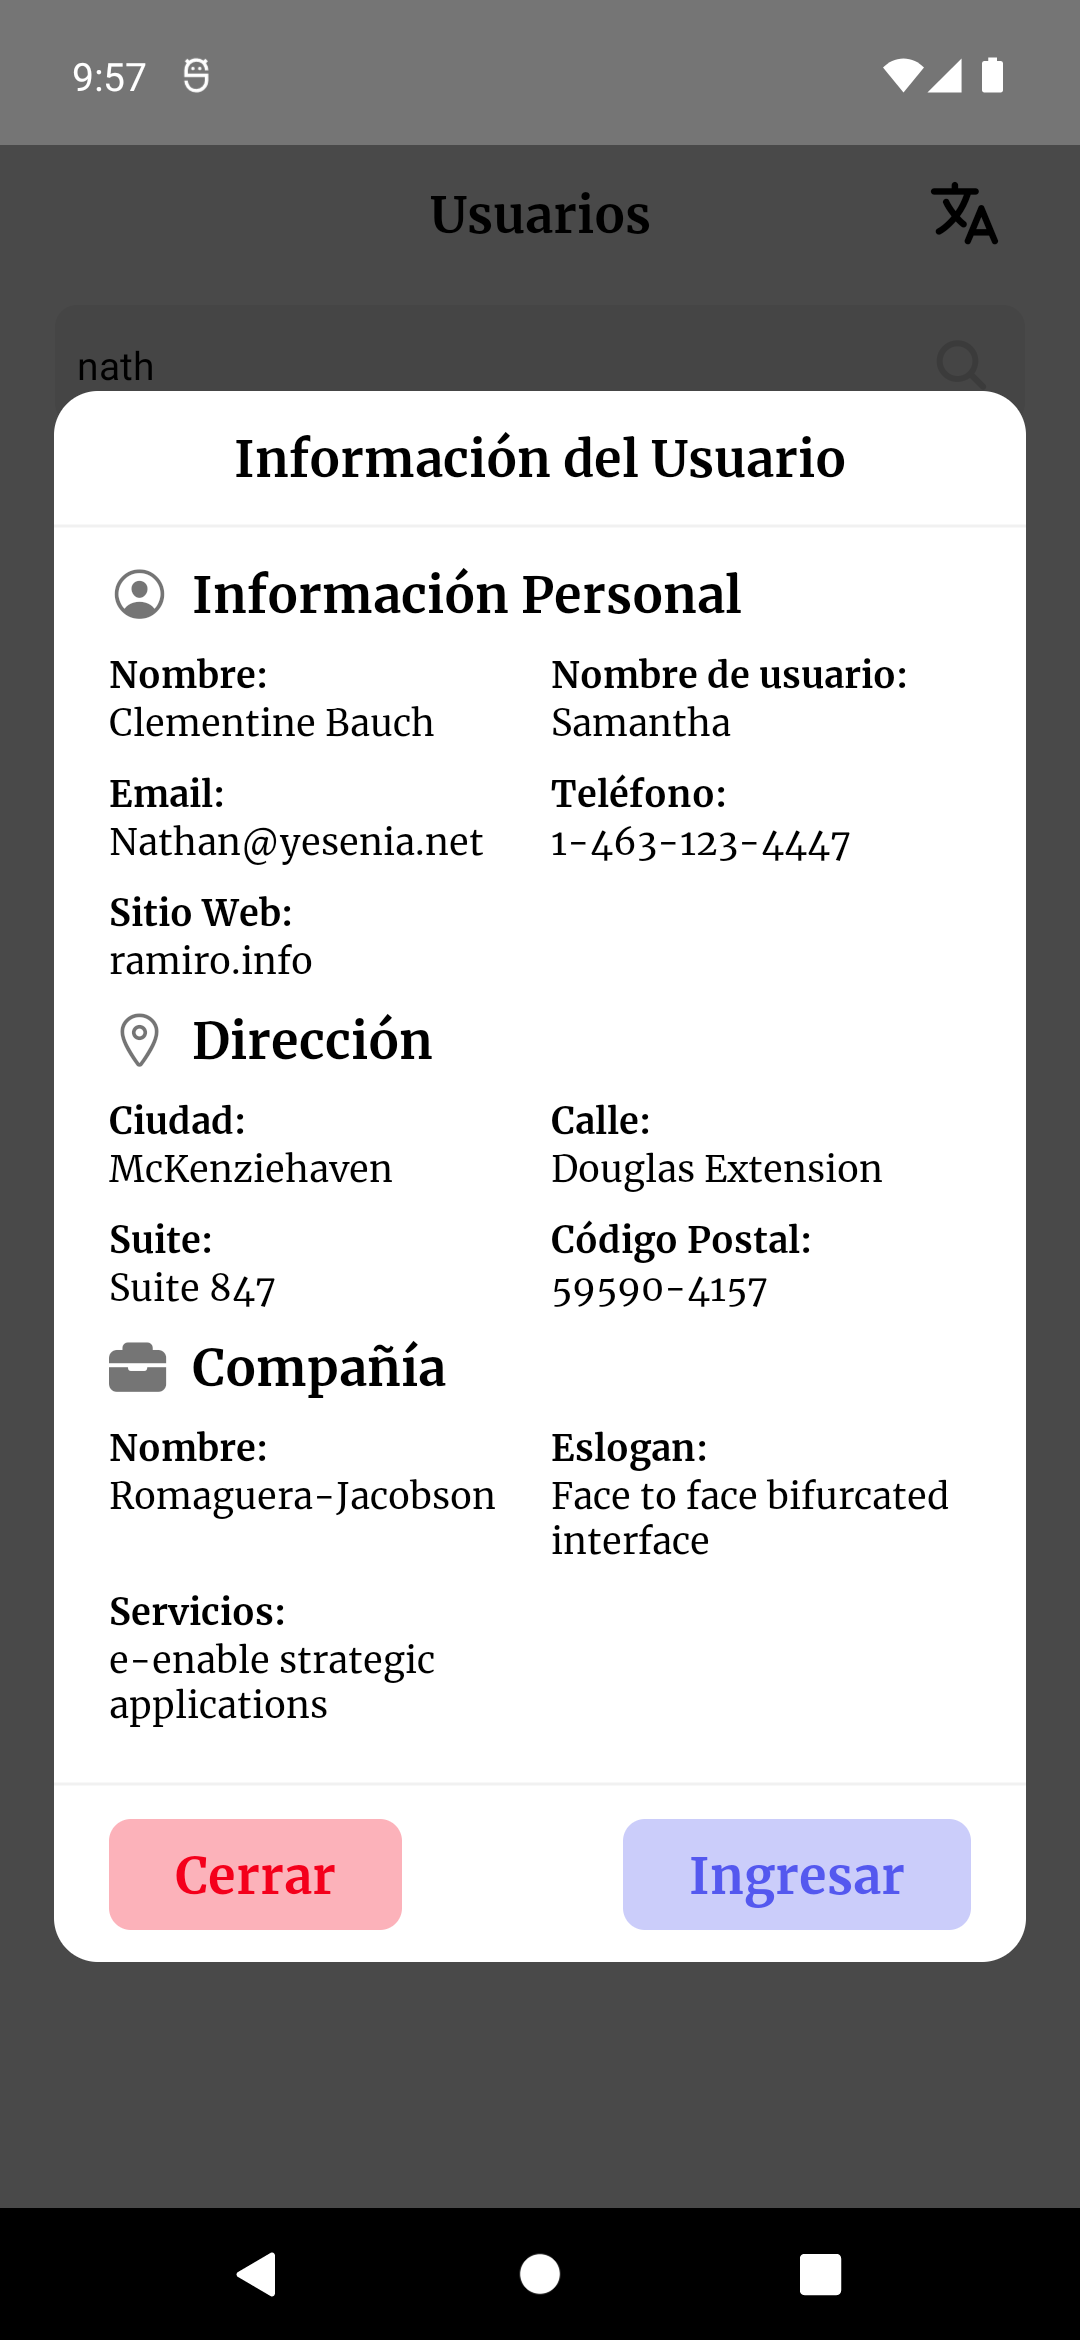 9:57
Usuarios
nath
Información del Usuario
Información Personal
Nombre:
Nombre de usuario:
Clementine Bauch
Samantha
Email:
Teléfono:
Nathan@yesenia.net
1-463-123-4447
Sitio Web:
ramiro.info
Dirección
Ciudad:
Calle:
McKenziehaven
Douglas Extension
Suite:
Código Postal:
Suite 847
59590-4157
Compañía
Nombre:
Eslogan:
Romaguera-Jacobson
Face to face bifurcated
interface
Servicios:
e-enable strategic
applications
Cerrar
Ingresar